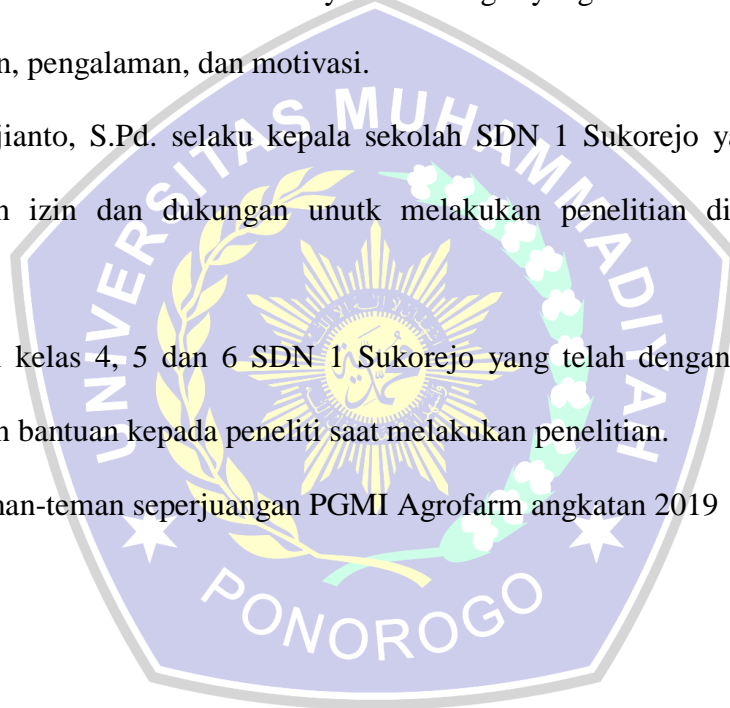 n, pengalaman, dan motivasi.
jianto, S.Pd. selaku kepala sekolah SDN 1 Sukorejo ya
n izin dan dukungan unutk melakukan penelitian di
kelas 4, 5 dan 6 SDN 1 Sukorejo yang telah dengan
n bantuan kepada peneliti saat melakukan penelitian.
nan-teman seperjuangan PGMI Agrofarm angkatan 2019
UNIVERSITAS MUHAMMADIYAH
PONOROGO